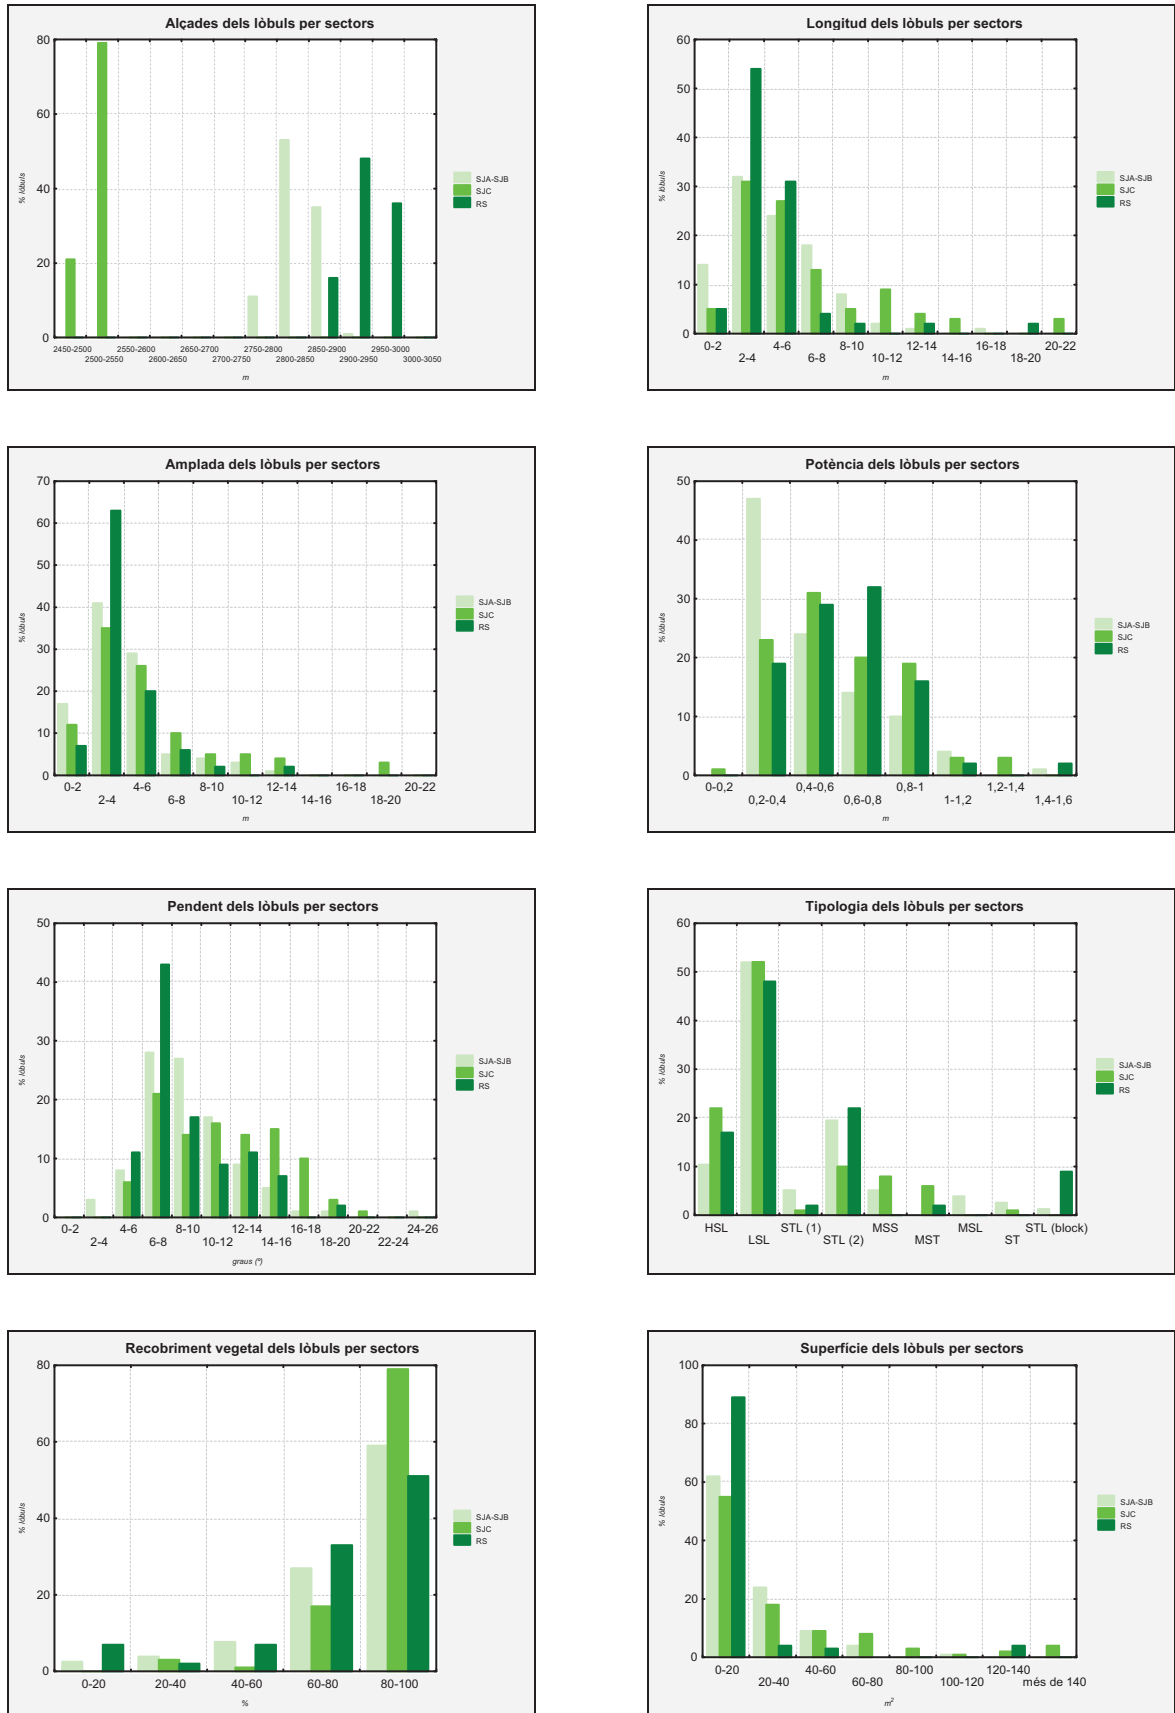 Alçades dels lòbuls per sectors
80
60
40
20
0
% lòbuls
2450-2500 2550-2600 2650-2700 2750-2800 2850-2900 2950-3000
2500-2550 2600-2650 2700-2750 2800-2850 2900-2950 3000-3050
m
SJA-SJB
SJC
RS
Longitud dels lòbuls per sectors
60
50
40
30
20
10
0
% lòbuls
0-2 4-6 8-10 12-14 16-18 20-22
2-4 6-8 10-12 14-16 18-20
m
SJA-SJB
SJC
RS
Amplada dels lòbuls per sectors
70
60
50
40
30
20
10
0
% lòbuls
0-2 4-6 8-10 12-14 16-18 20-22
2-4 6-8 10-12 14-16 18-20
m
SJA-SJB
SJC
RS
Potència dels lòbuls per sectors
50
40
30
20
10
0
% lòbuls
0-0,2 0,4-0,6 0,8-1 1,2-1,4
0,2-0,4 0,6-0,8 1-1,2 1,4-1,6
m
SJA-SJB
SJC
RS
Pendent dels lòbuls per sectors
50
40
30
20
10
0
% lòbuls
0-2 4-6 8-10 12-14 16-18 20-22 24-26
2-4 6-8 10-12 14-16 18-20 22-24
graus (º)
SJA-SJB
SJC
RS
Tipologia dels lòbuls per sectors
60
50
40
30
20
10
0
% lòbuls
HSL STL (1) MSS MSL STL (block)
LSL STL (2) MST ST
SJA-SJB
SJC
RS
Recobriment vegetal dels lòbuls per sectors
80
60
40
20
0
% lòbuls
0-20 20-40 40-60 60-80 80-100
%
SJA-SJB
SJC
RS
Superfície dels lòbuls per sectors
100
80
60
40
20
0
% lòbuls
0-20 40-60 80-100 120-140
20-40 60-80 100-120 més de 140
m²
SJA-SJB
SJC
RS